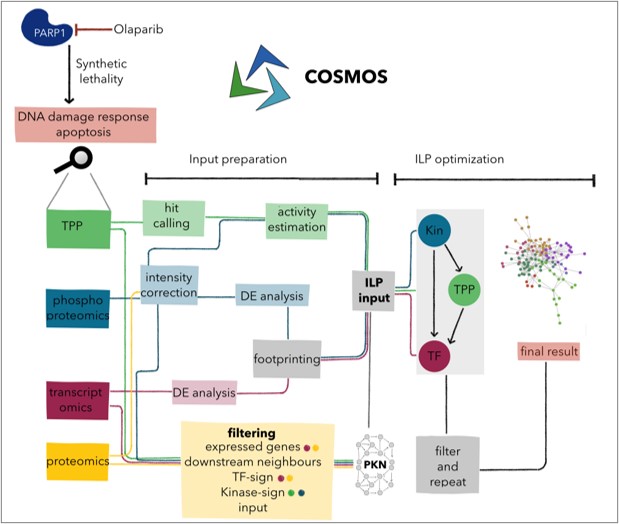 PARP1
Olaparib
Synthetic
lethality
COSMOS
DNA damage response
apoptosis
Input preparation
ILP optimization
TPP
hit
calling
activity
estimation
Kin
intensity
correction
DE analysis
ILP
input
TPP
phospho
proteomics
footprinting
TF
final result
transcript
omics
DE analysis
proteomics
filtering
expressed genes
downstream neighbours
TF-sign
Kinase-sign
input
PKN
filter
and
repeat